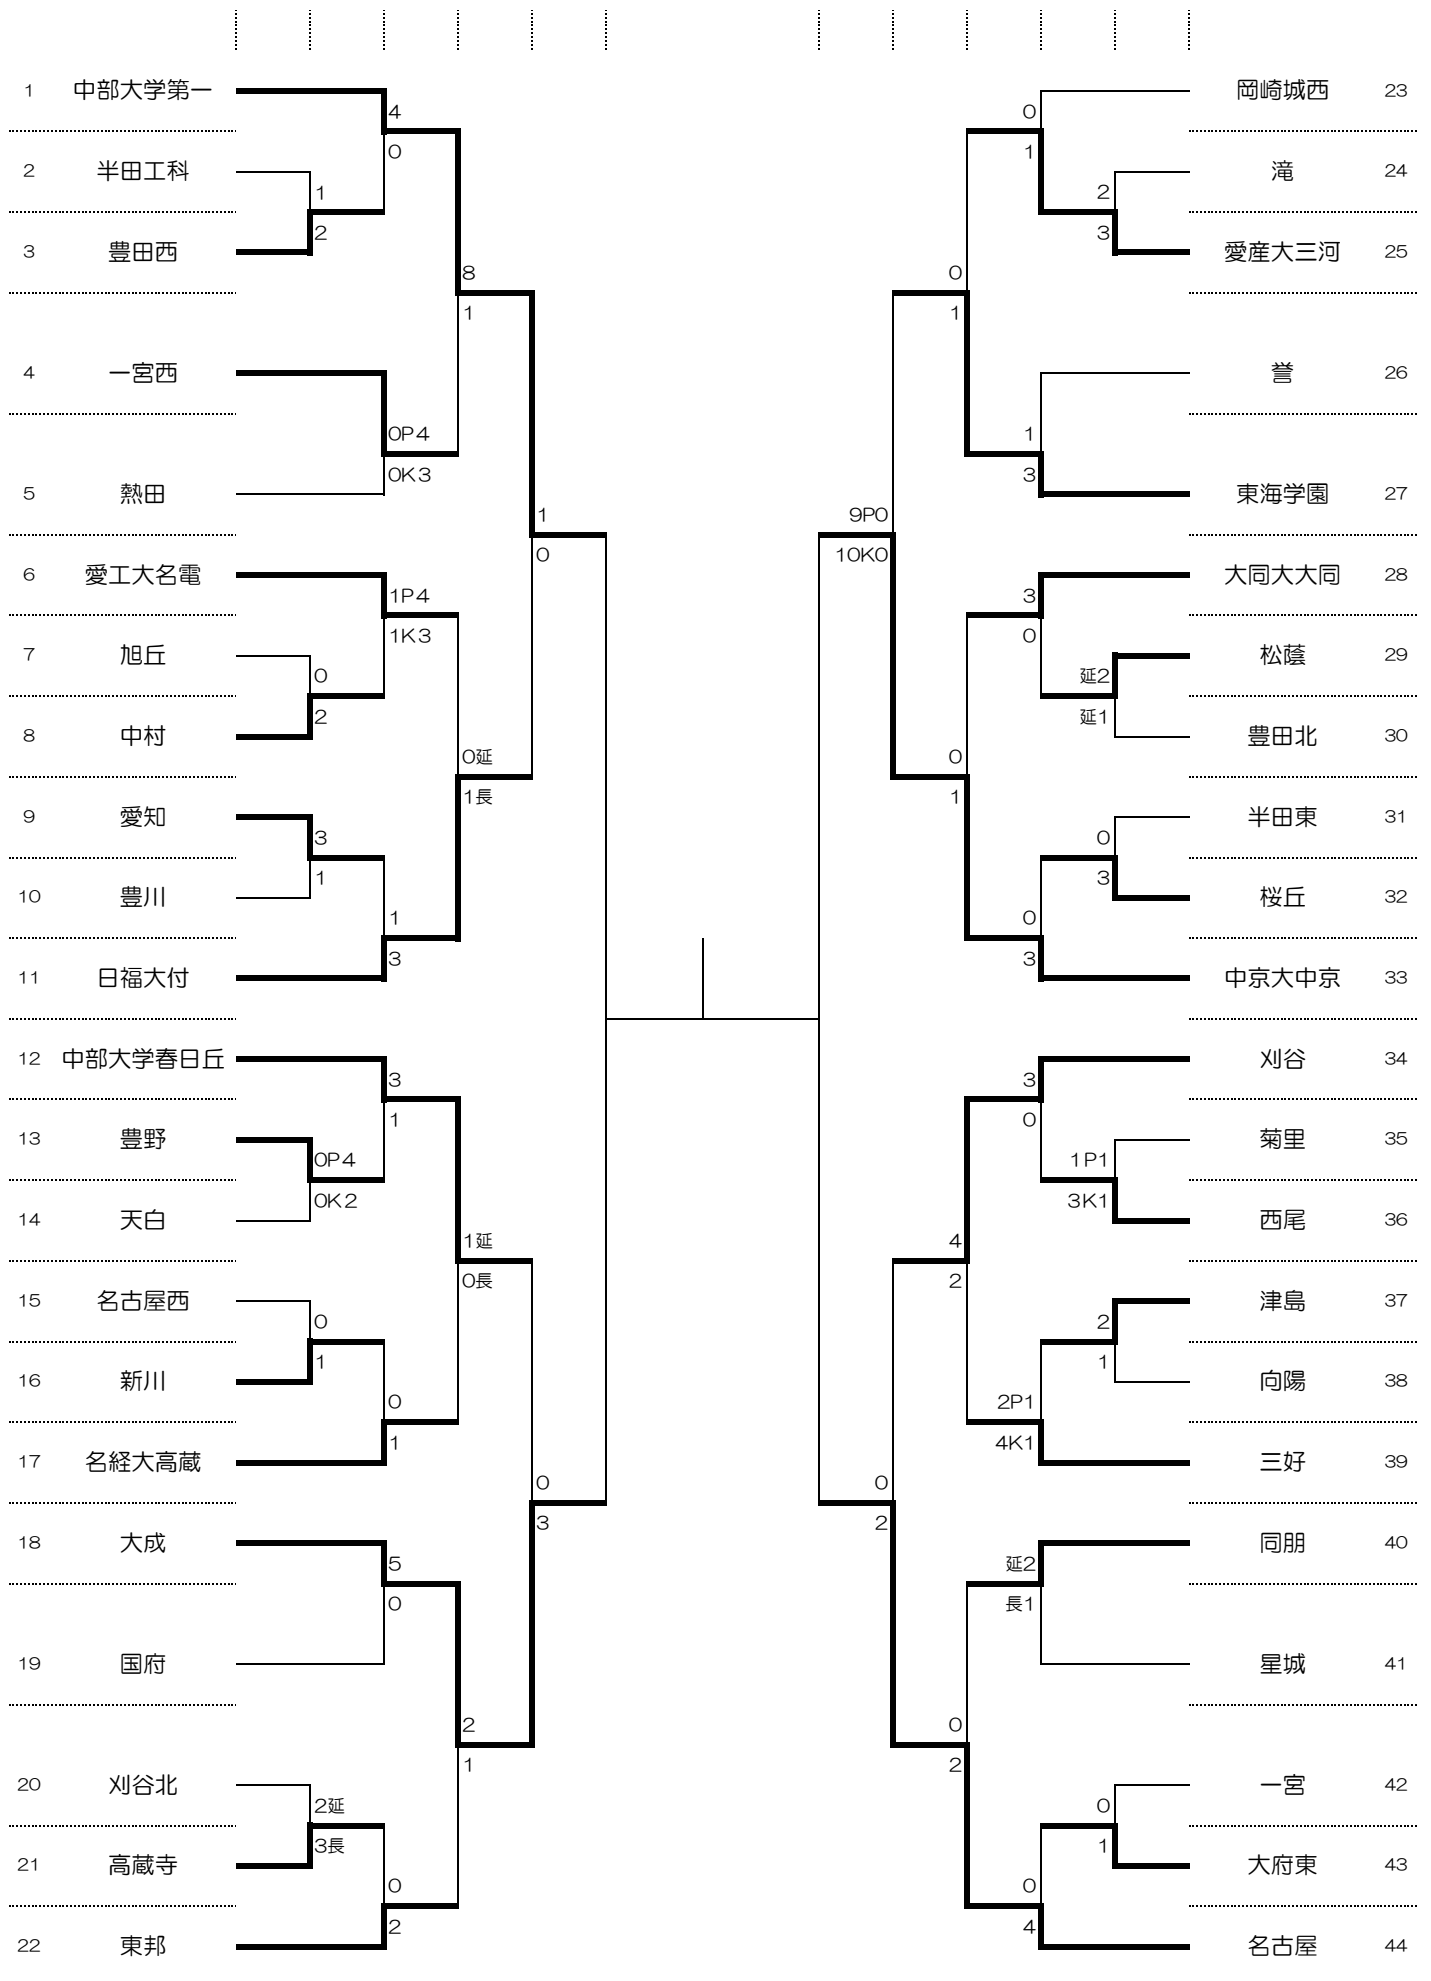 1 中部大学第一
4
0
2 半田工科
1
2
3 豊田西
8
1
4 一宮西
0P4
0K3
5 熱田
1
0
6 愛工大名電
1P4
1K3
7 旭丘
0
2
8 中村
0延
1長
9 愛知
3
1
10 豊川
1
3
11 日福大付
12 中部大学春日丘
3
1
13 豊野
0P4
0K2
14 天白
1延
0長
15 名古屋西
0
1
16 新川
0
1
17 名経大高蔵
0
3
18 大成
5
0
19 国府
2
1
20 刈谷北
2延
3長
21 高蔵寺
0
2
22 東邦
岡崎城西 23
0
1
滝 24
2
3
愛産大三河 25
0
1
誉 26
1
3
東海学園 27
9P0
10K0
大同大大同 28
3
0
松蔭 29
延2
延1
豊田北 30
0
1
半田東 31
0
3
桜丘 32
0
3
中京大中京 33
刈谷 34
3
0
菊里 35
1P1
3K1
西尾 36
4
2
津島 37
2
1
向陽 38
2P1
4K1
三好 39
0
2
同朋 40
延2
長1
星城 41
0
2
一宮 42
0
1
大府東 43
0
4
名古屋 44